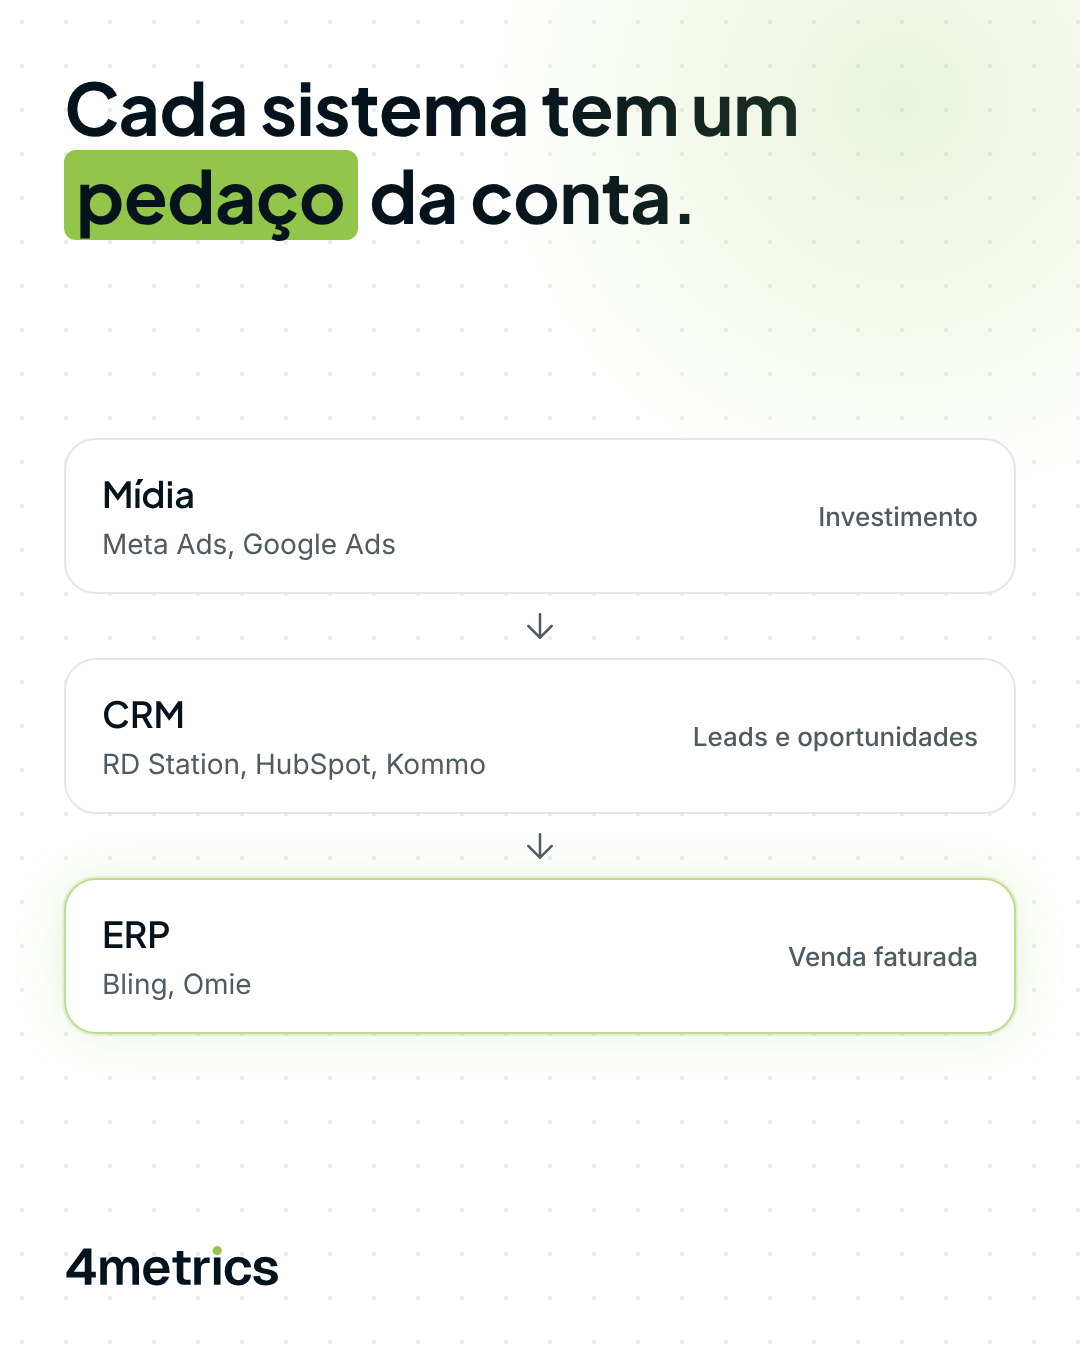 Cada sistema tem um
pedaço da conta.
Mídia
Meta Ads, Google Ads
Investimento
CRM
RD Station, HubSpot, Kommo
Leads e oportunidades
ERP
Bling, Omie
Venda faturada
4metrics